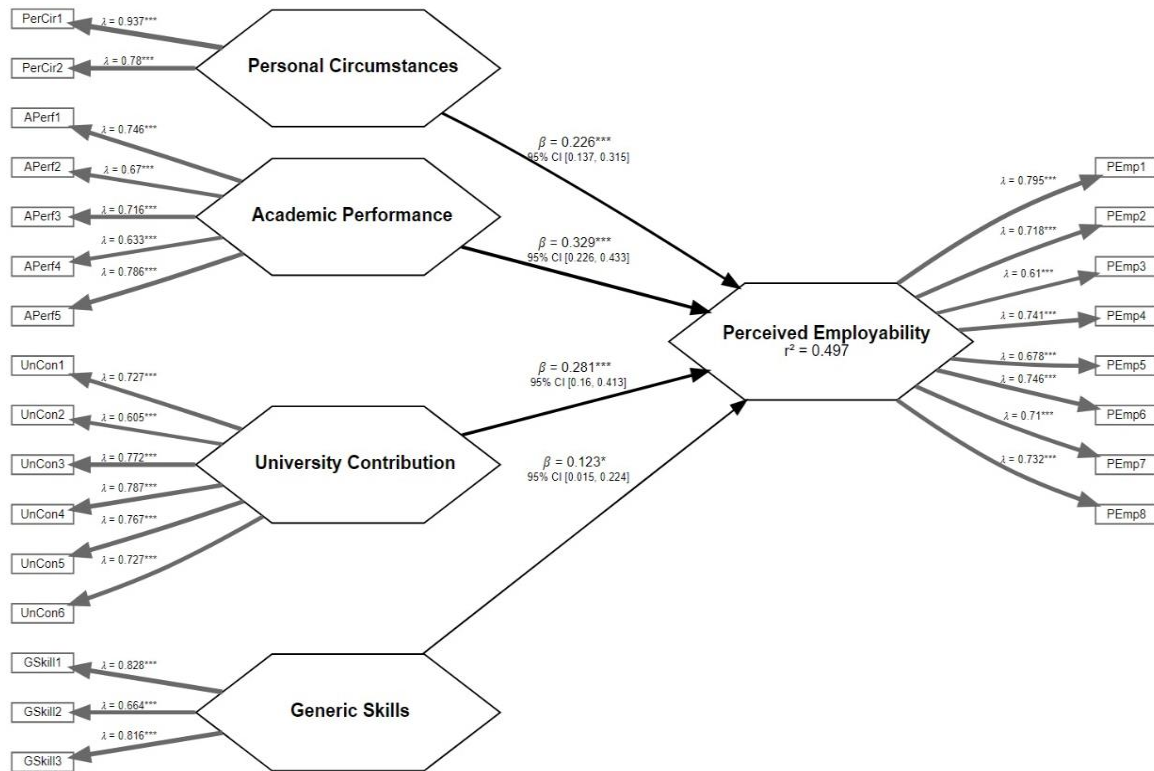 PerCir1
λ = 0.937***
PerCir2
λ = 0.78***
Personal Circumstances
APerf1
λ = 0.746***
APerf2
λ = 0.67***
APerf3
λ = 0.716***
APerf4
λ = 0.633***
APerf5
λ = 0.786***
Academic Performance
UnCon1
λ = 0.727***
UnCon2
λ = 0.605***
UnCon3
λ = 0.772***
UnCon4
λ = 0.787***
UnCon5
λ = 0.767***
UnCon6
λ = 0.727***
University Contribution
GSkill1
λ = 0.828***
GSkill2
λ = 0.664***
GSkill3
λ = 0.816***
Generic Skills
β = 0.226***
95% CI [0.137, 0.315]
β = 0.329***
95% CI [0.226, 0.433]
β = 0.281***
95% CI [0.16, 0.413]
β = 0.123*
95% CI [0.015, 0.224]
Perceived Employability
r² = 0.497
λ = 0.795***
PEmp1
λ = 0.718***
PEmp2
λ = 0.61***
PEmp3
λ = 0.741***
PEmp4
λ = 0.678***
PEmp5
λ = 0.746***
PEmp6
λ = 0.71***
PEmp7
λ = 0.732***
PEmp8